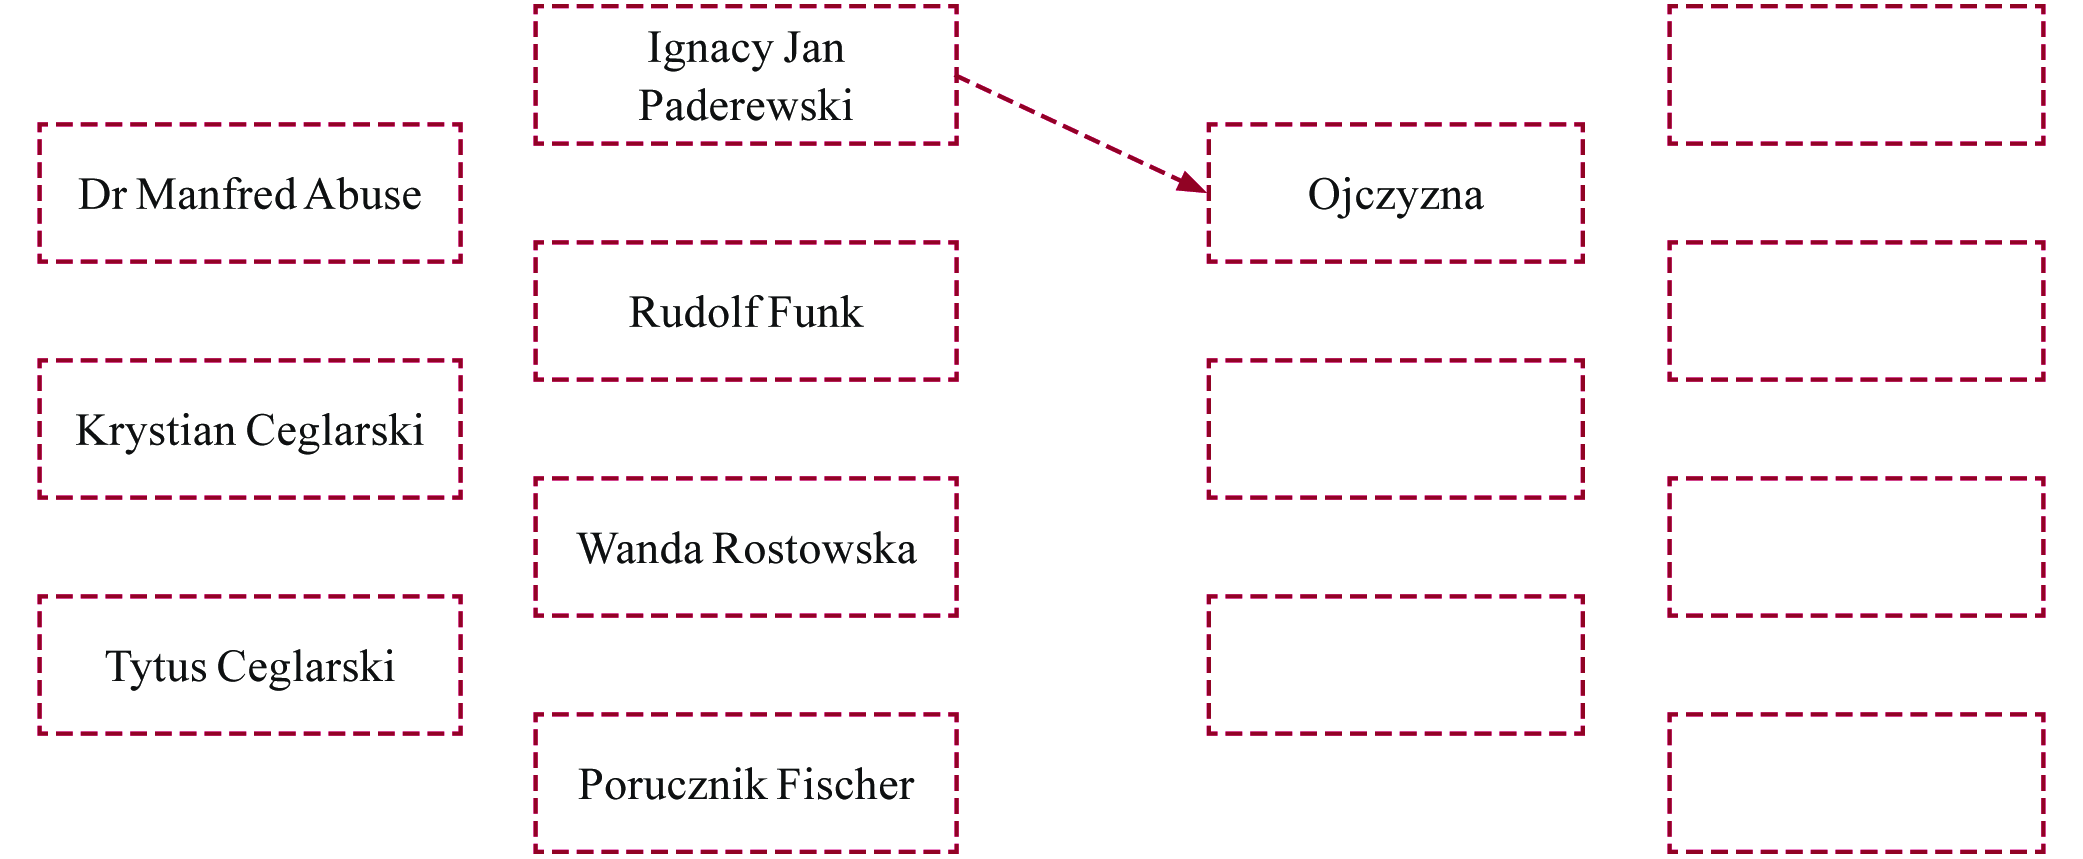 Ignacy Jan
Paderewski
Dr Manfred Abuse
Ojczyzna
Rudolf Funk
Krystian Ceglarski
Wanda Rostowska
Tytus Ceglarski
Porucznik Fischer